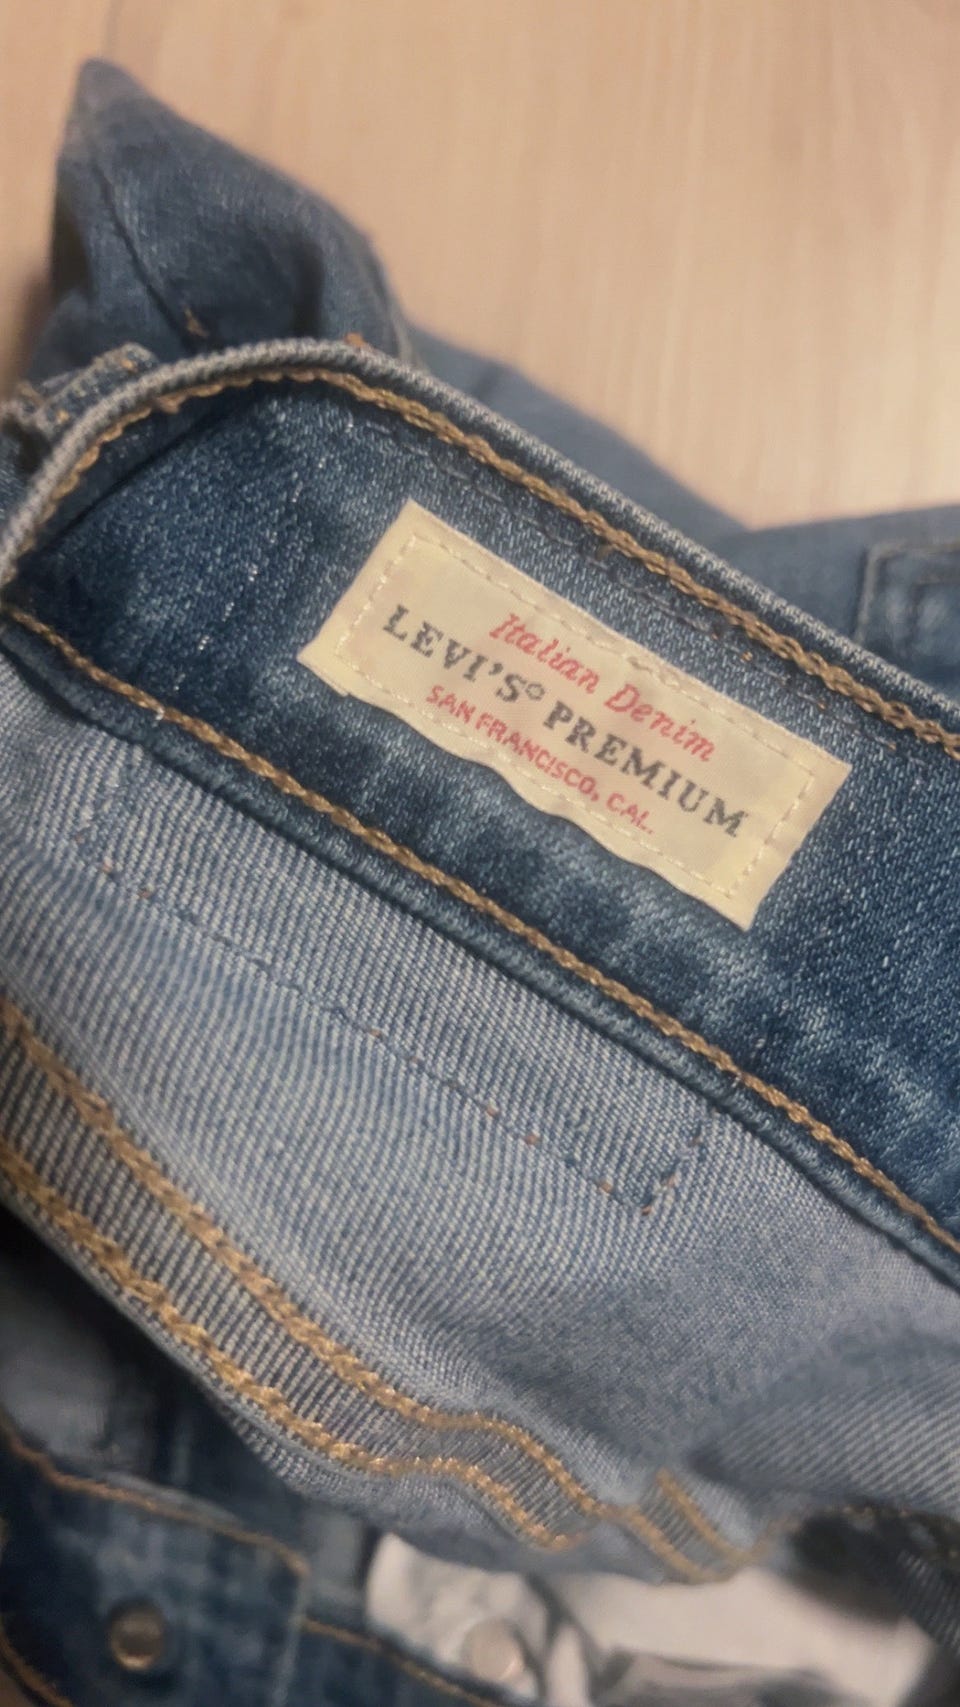 Italian Denim
LEVI'S® PREMIUM
SAN FRANCISCO, CAL.